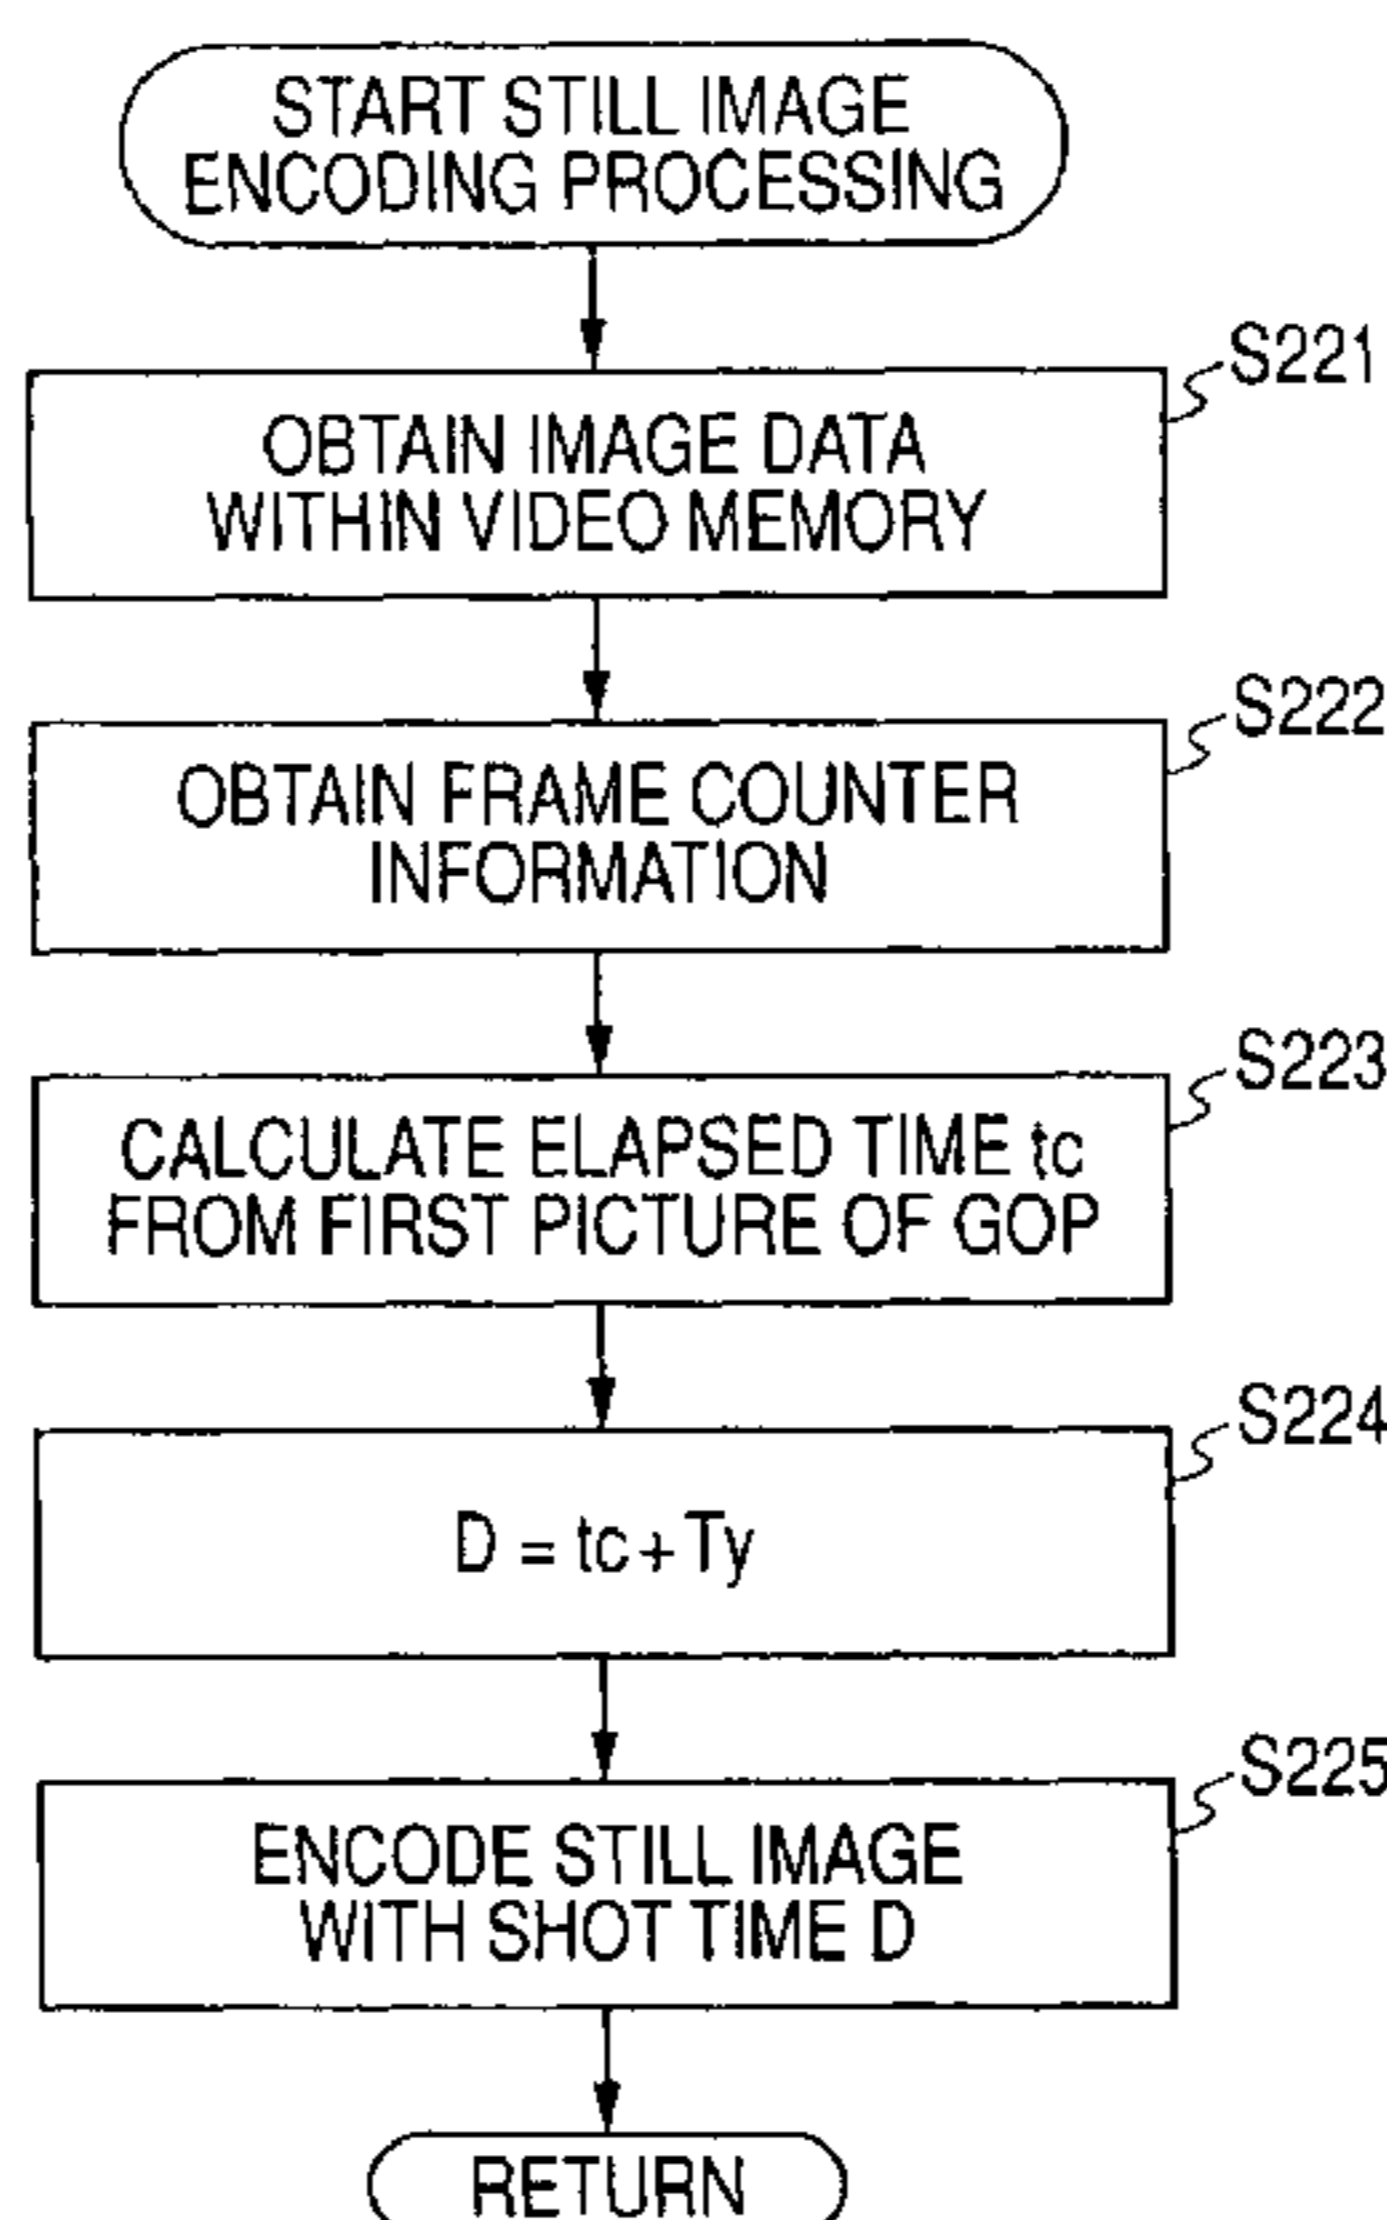 START STILL IMAGE
ENCODING PROCESSING
S221
OBTAIN IMAGE DATA
WITHIN VIDEO MEMORY
S222
OBTAIN FRAME COUNTER
INFORMATION
S223
CALCULATE ELAPSED TIME tc
FROM FIRST PICTURE OF GOP
S224
D = tc + Ty
S225
ENCODE STILL IMAGE
WITH SHOT TIME D
RETURN